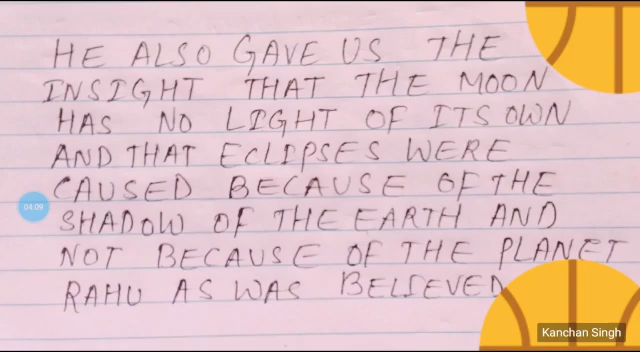 HE ALSO GAVE US THE
INSIGHT THAT THE MOON
HAS NO LIGHT OF ITS OWN
AND THAT ECLIPSES WERE
CAUSED BECAUSE OF THE
04:09
SHADOW OF THE EARTH AND
NOT BECAUSE OF THE PLANET
RAHU AS WAS BELIEVED
Kanchan Singh